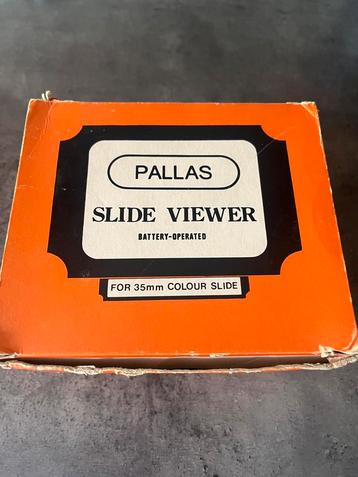 PALLAS
SLIDE VIEWER
BATTERY-OPERATED
FOR 35mm COLOUR SLIDE